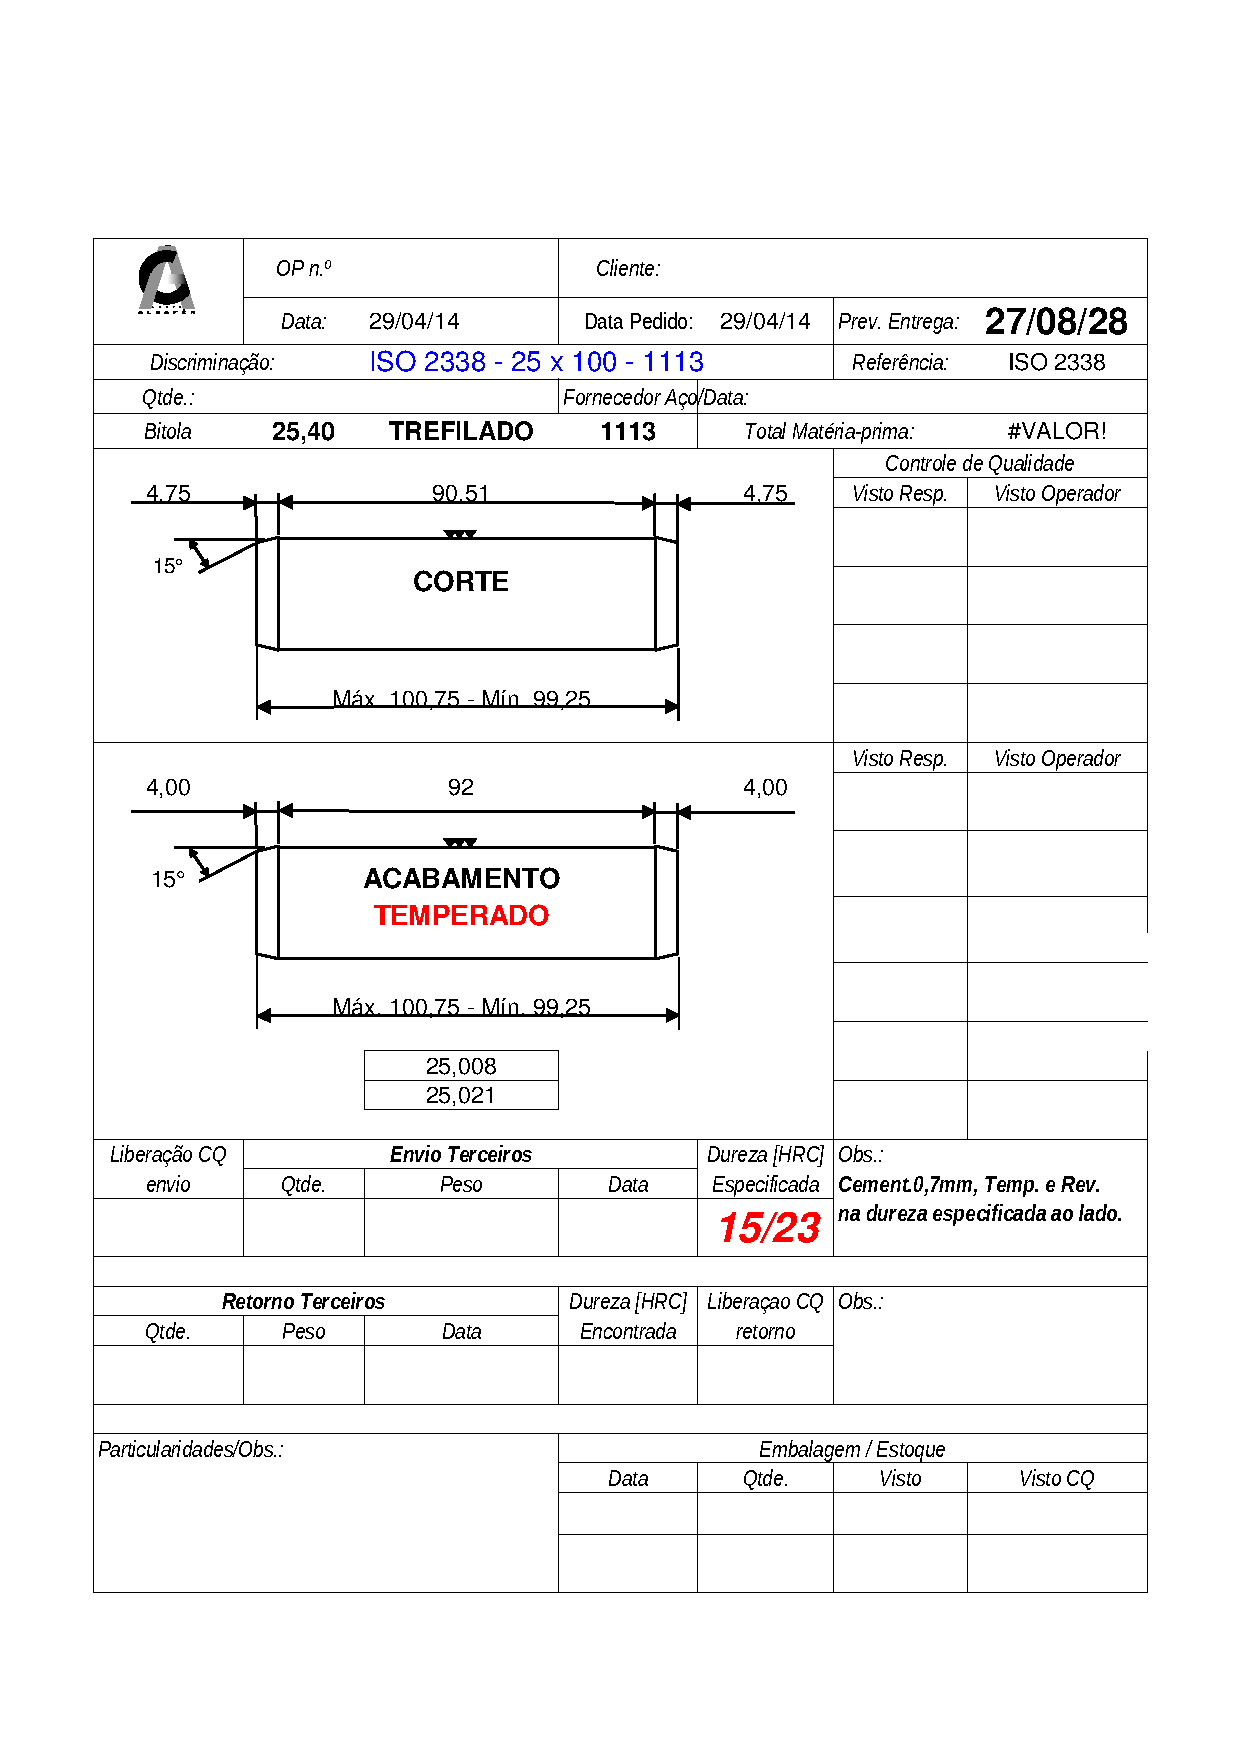 ALBAFER
OP n.º Cliente:
Data: 29/04/14 Data Pedido: 29/04/14 Prev. Entrega: 27/08/28
Discriminação: ISO 2338 - 25 x 100 - 1113 Referência: ISO 2338
Qtde.: Fornecedor Aço/Data:
Bitola 25,40 TREFILADO 1113 Total Matéria-prima: #VALOR!
Controle de Qualidade
4,75 90,51 4,75 Visto Resp. Visto Operador
15°
CORTE
Máx. 100,75 - Mín. 99,25
Visto Resp. Visto Operador
4,00 92 4,00
15°
ACABAMENTO
TEMPERADO
Máx. 100,75 - Mín. 99,25
25,008
25,021
Liberação CQ Envio Terceiros Dureza [HRC] Obs.:
envio Qtde. Peso Data Especificada Cement.0,7mm, Temp. e Rev.
15/23 na dureza especificada ao lado.
Retorno Terceiros Dureza [HRC] Liberaçao CQ Obs.:
Qtde. Peso Data Encontrada retorno
Particularidades/Obs.: Embalagem / Estoque
Data Qtde. Visto Visto CQ